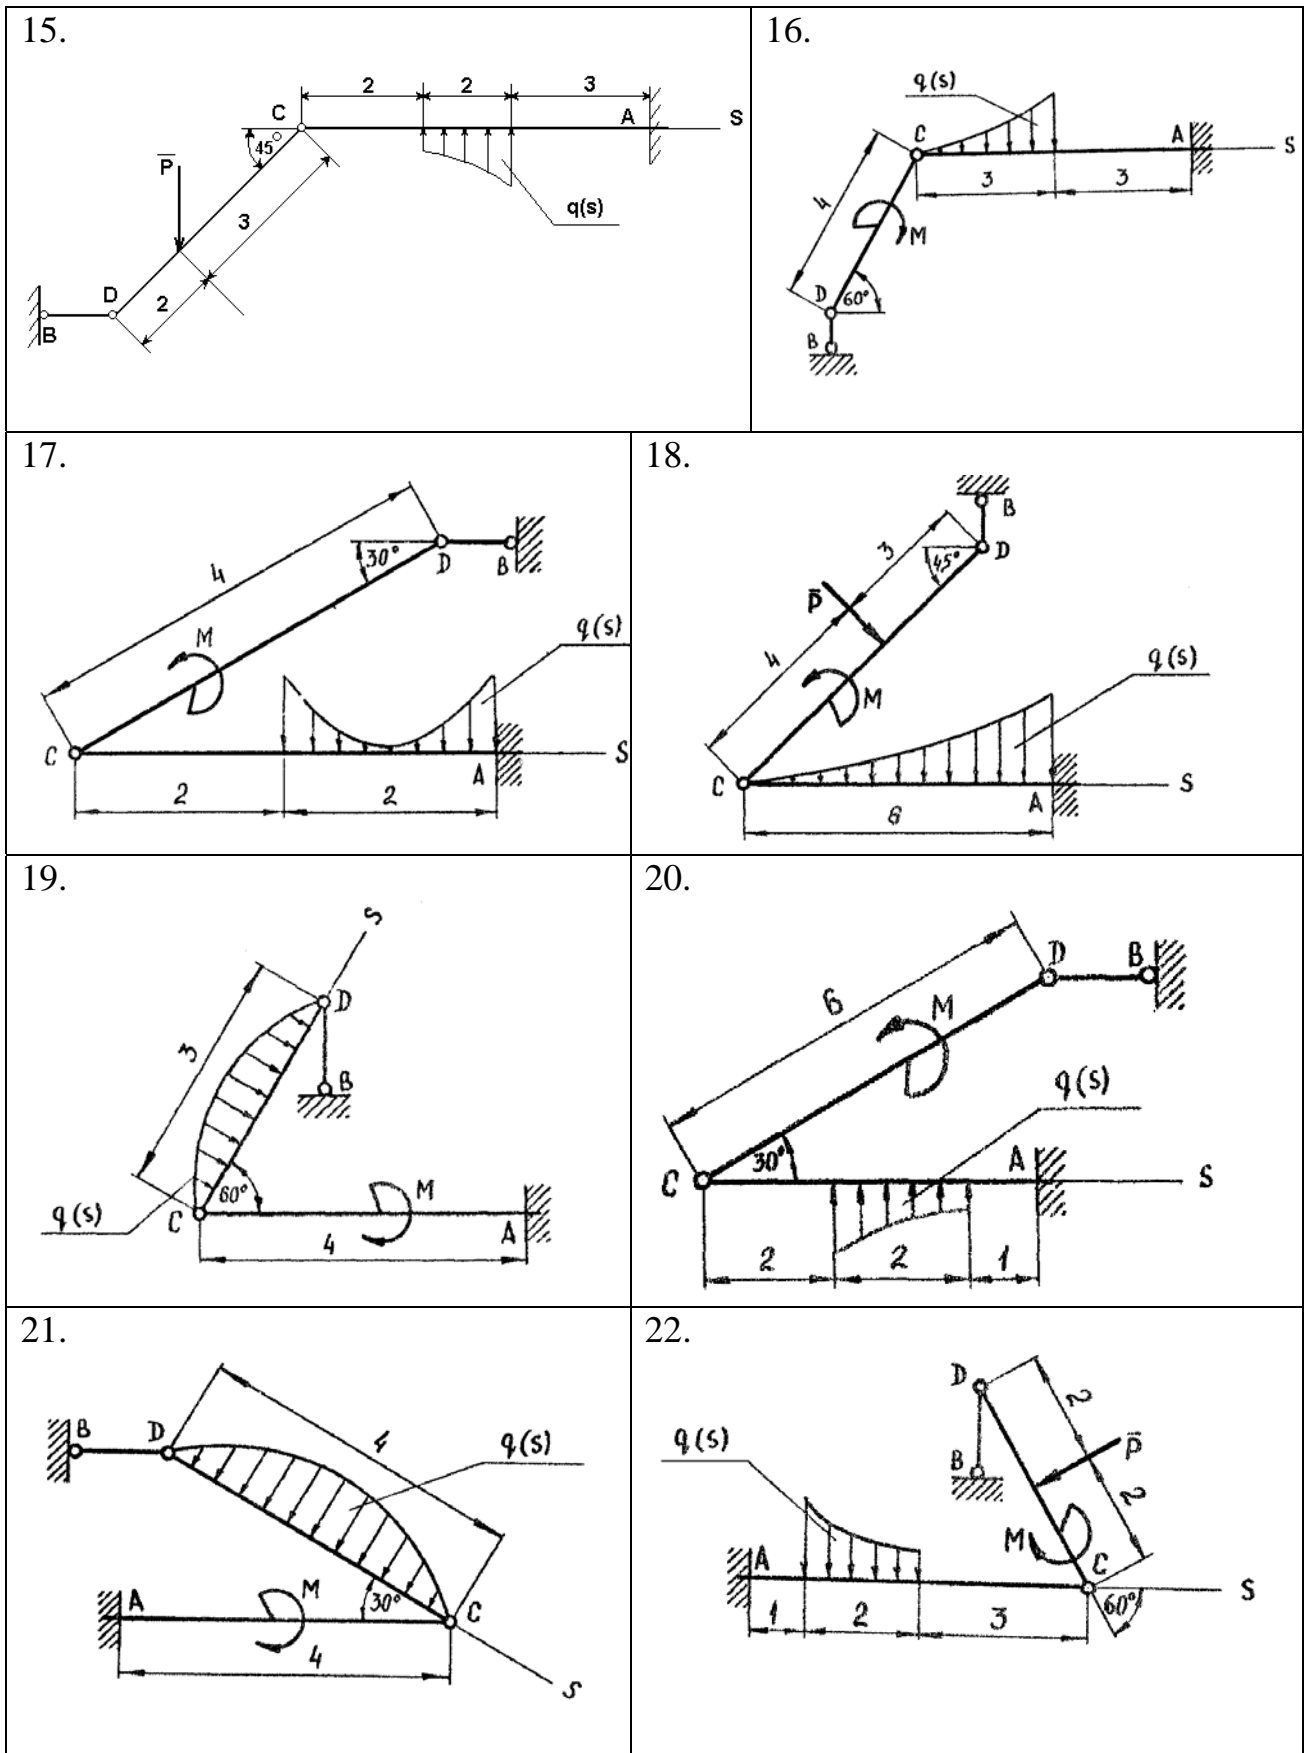 15.
2 2 3
C A S
45°
P̅
3
q(s)
D
2
B
16.
q(s)
C A S
3 3
4
M
D 60°
B
17.
4
30°
D B
M
q(s)
C A S
2 2
18.
B
3
45° D
P̅
4
q(s)
M
C A S
6
19.
S
D
3
B
60° M
q(s) C A
4
20.
D B
6
M
q(s)
30° A
C S
2 2 1
21.
B D
4
q(s)
A M
30° C
4
S
22.
D
2
q(s) P̅
B
2
M
A C
S
60°
1 2 3